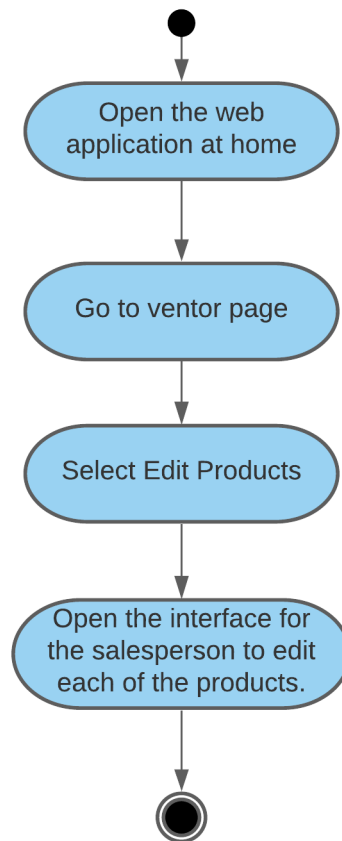 Open the web
application at home
Go to ventor page
Select Edit Products
Open the interface for
the salesperson to edit
each of the products.